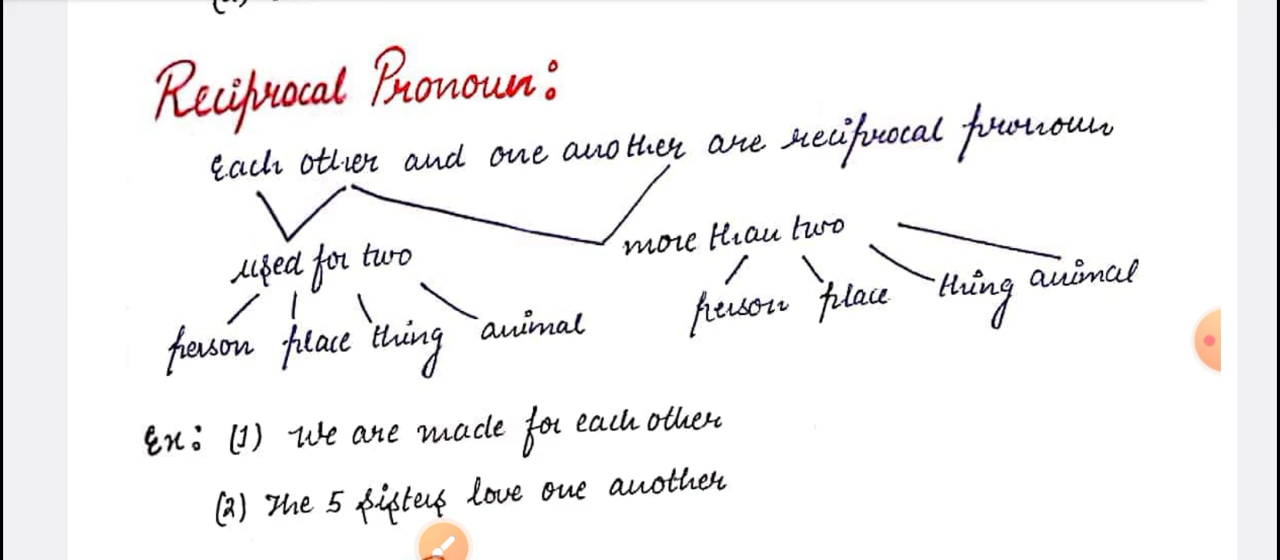 Reciprocal Pronoun:
Each other and one another are reciprocal pronoun
used for two
more than two
person place thing animal
person place thing animal
Ex: (1) We are made for each other
(2) The 5 sisters love one another